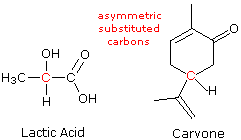 asymmetric
substituted
carbons
OH
O
O
H₃C
C
H
OH
C
H
Lactic Acid
Carvone